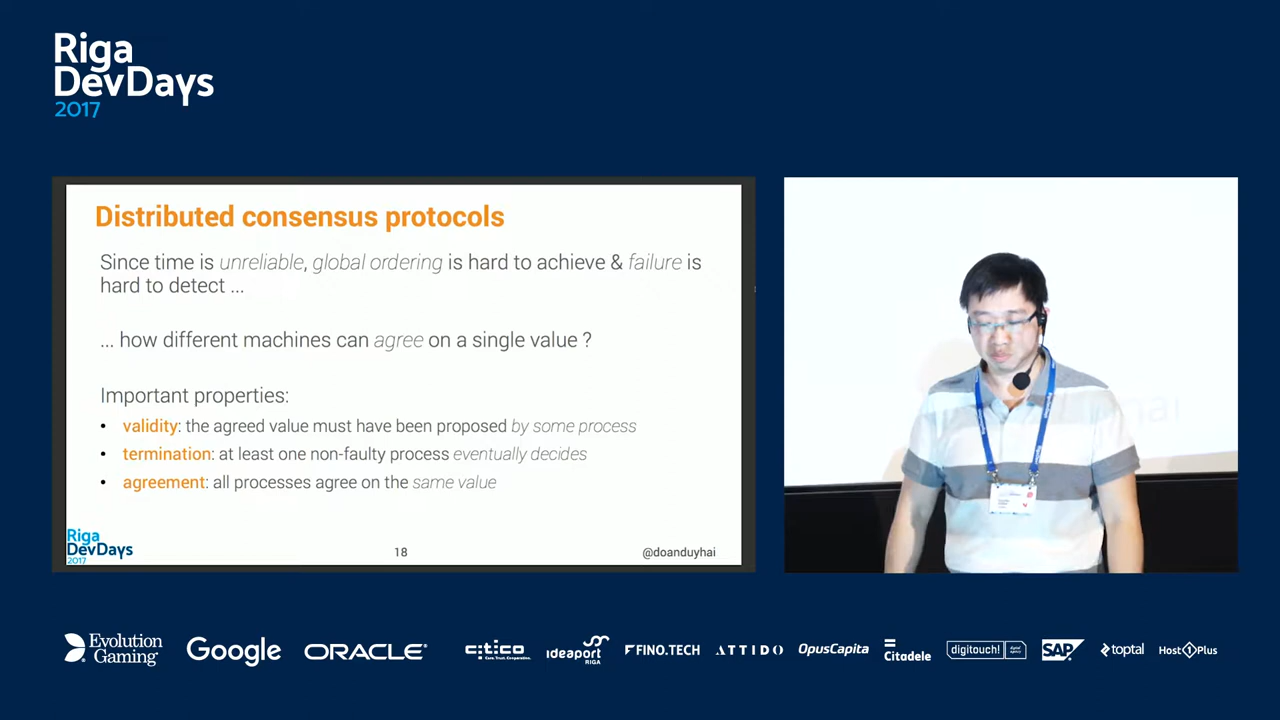 Riga
DevDays
2017
Distributed consensus protocols
Since time is unreliable, global ordering is hard to achieve & failure is
hard to detect ...
... how different machines can agree on a single value ?
Important properties:
• validity: the agreed value must have been proposed by some process
• termination: at least one non-faulty process eventually decides
• agreement: all processes agree on the same value
Riga
DevDays
2017
18
@doanduyhai
Evolution
Gaming
Google
ORACLE
citico
ideaport
RIGA
FINO.TECH
ATTIDO
OpusCapita
Citadele
digitouch!
SAP
toptal
Host1Plus